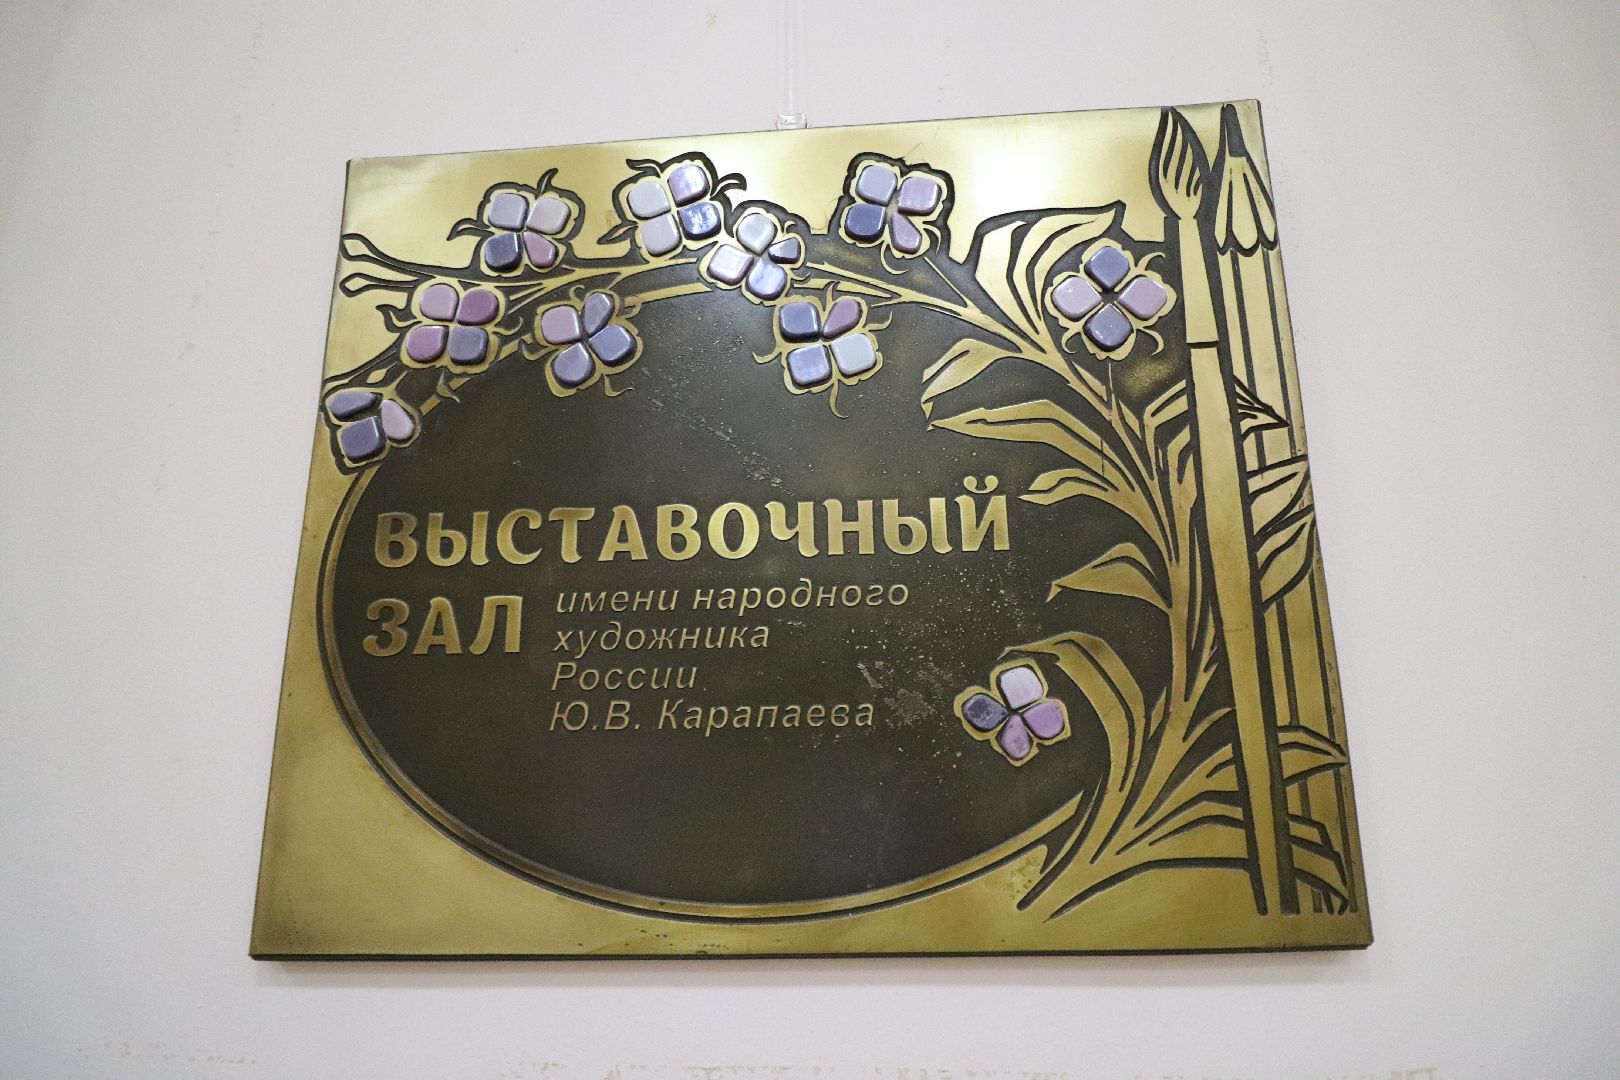 ВЫСТАВОЧНЫЙ
ЗАЛ
имени народного
художника
России
Ю.В. Карапаева